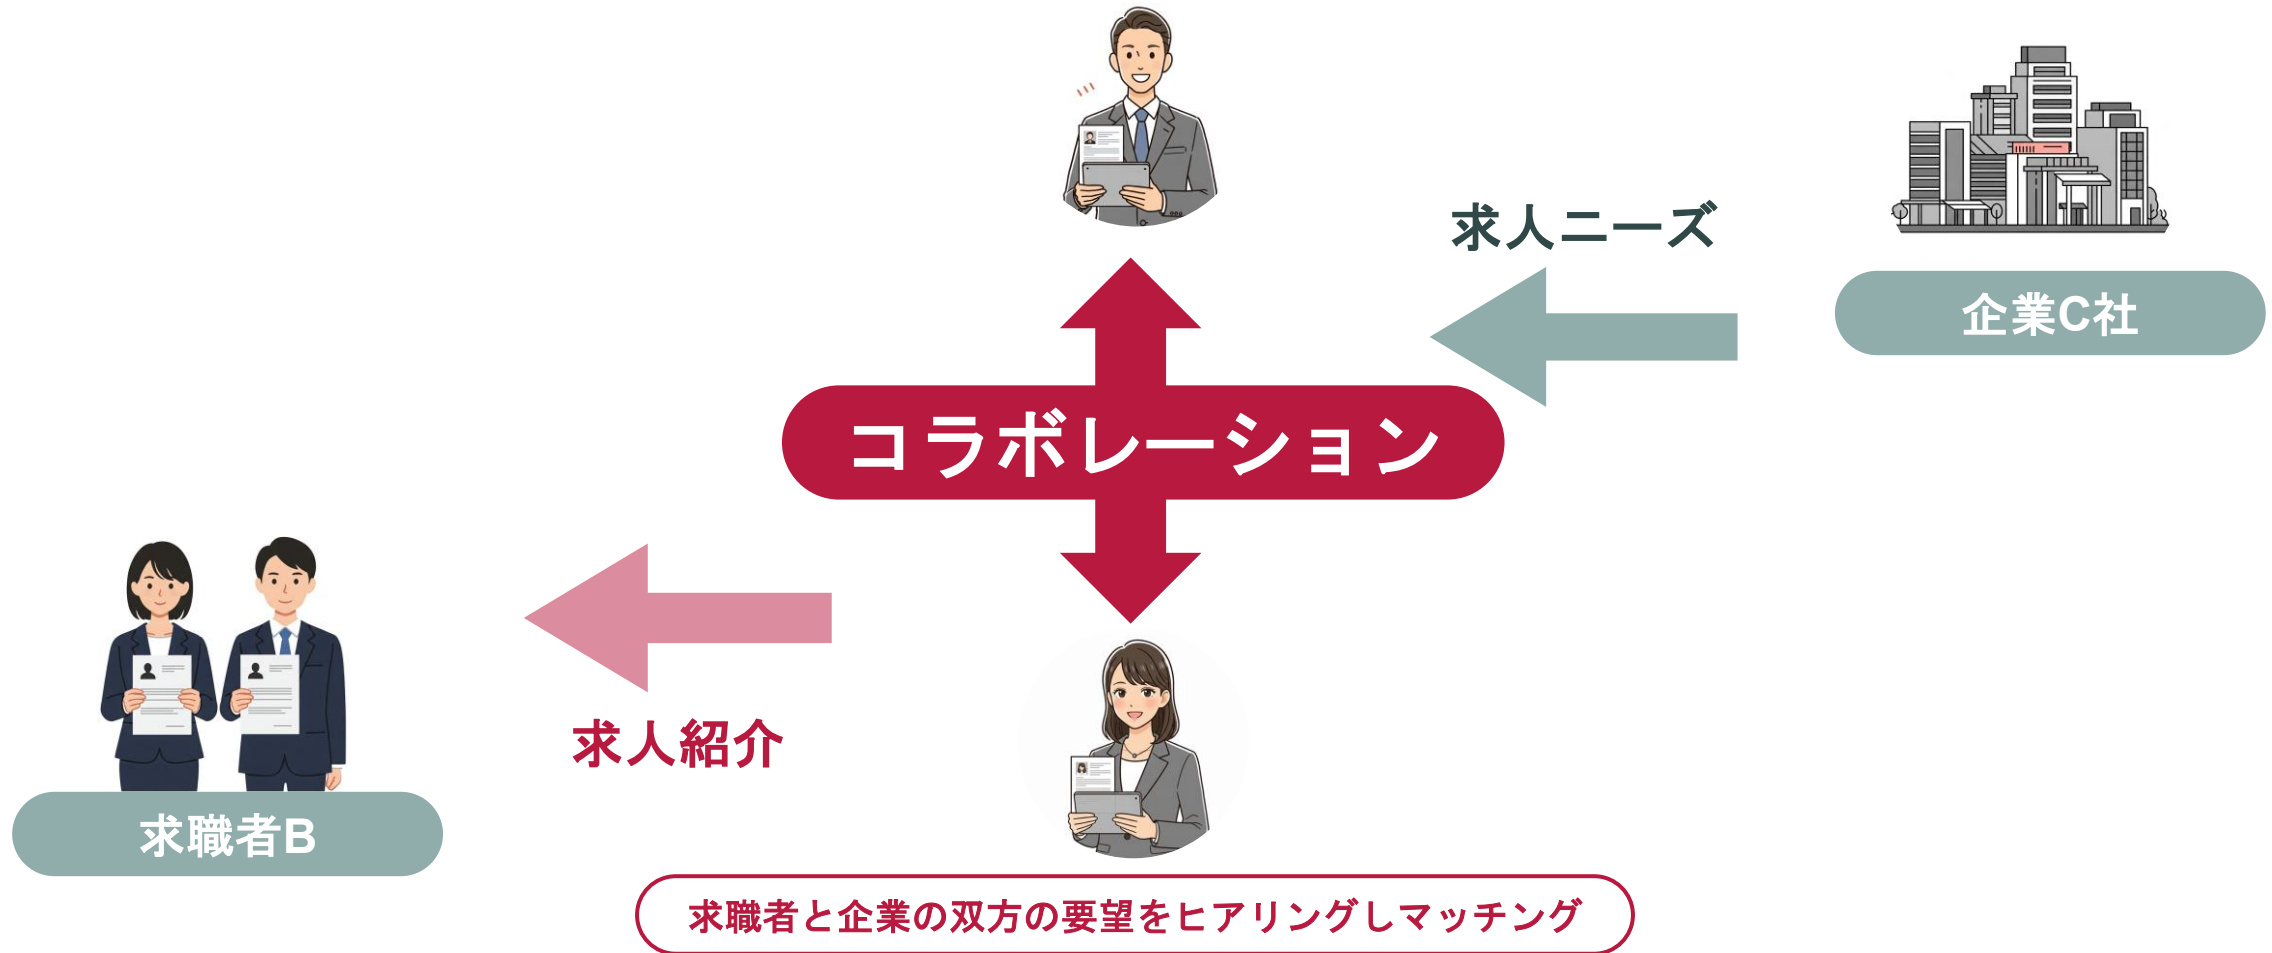 求人ニーズ
企業C社
コラボレーション
求人紹介
求職者B
求職者と企業の双方の要望をヒアリングしマッチング